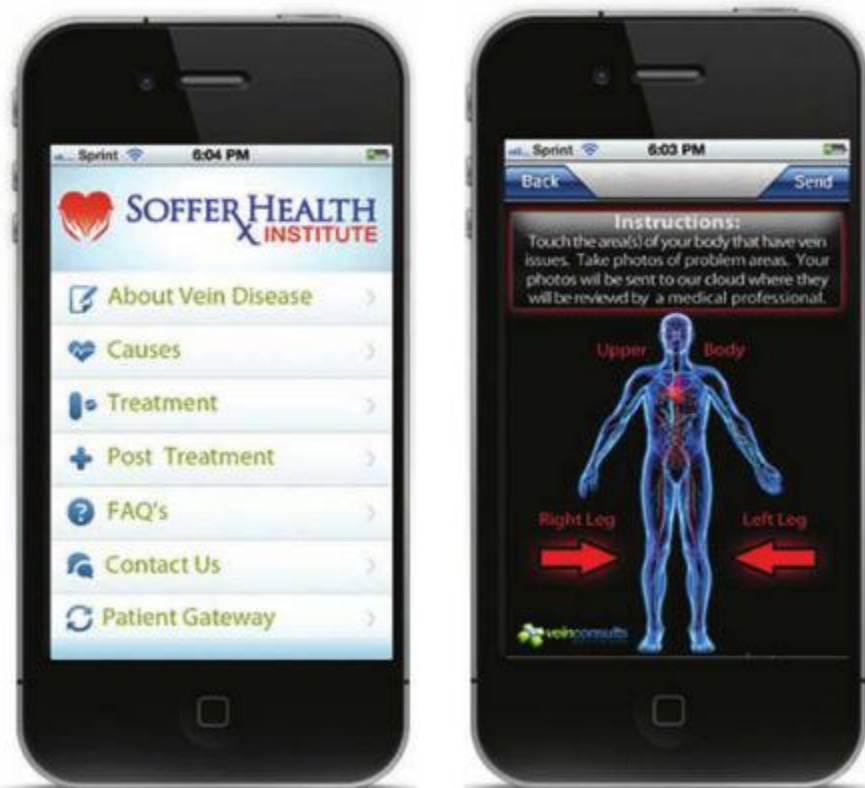 Sprint 6:04 PM
SOFFER HEALTH
INSTITUTE
About Vein Disease
Causes
Treatment
Post Treatment
FAQ's
Contact Us
Patient Gateway
Sprint 6:03 PM
Back Send
Instructions:
Touch the area(s) of your body that have vein
issues. Take photos of problem areas. Your
photos wil be sent to our cloud where they
will be reviewd by a medical professional.
Upper Body
Right Leg Left Leg
veinconsults